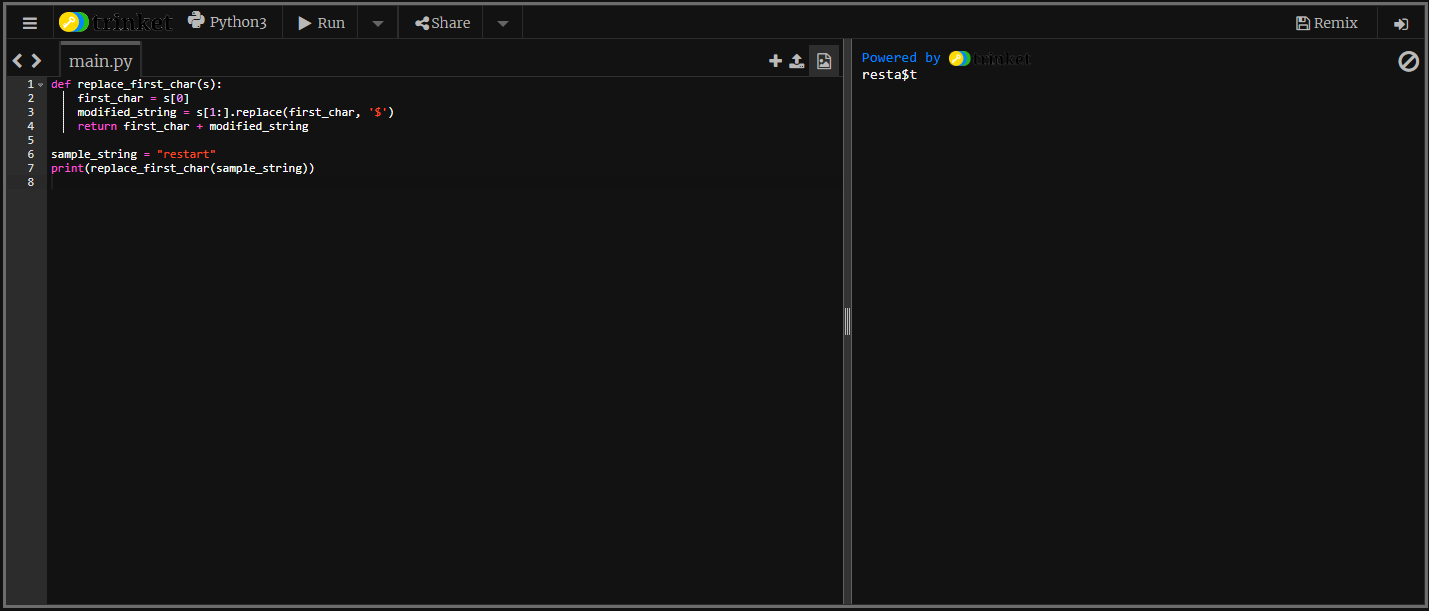 trinket Python3 Run Share Remix
main.py
1 def replace_first_char(s):
2 first_char = s[0]
3 modified_string = s[1:].replace(first_char, '$')
4 return first_char + modified_string
5
6 sample_string = "restart"
7 print(replace_first_char(sample_string))
8
Powered by trinket
resta$t